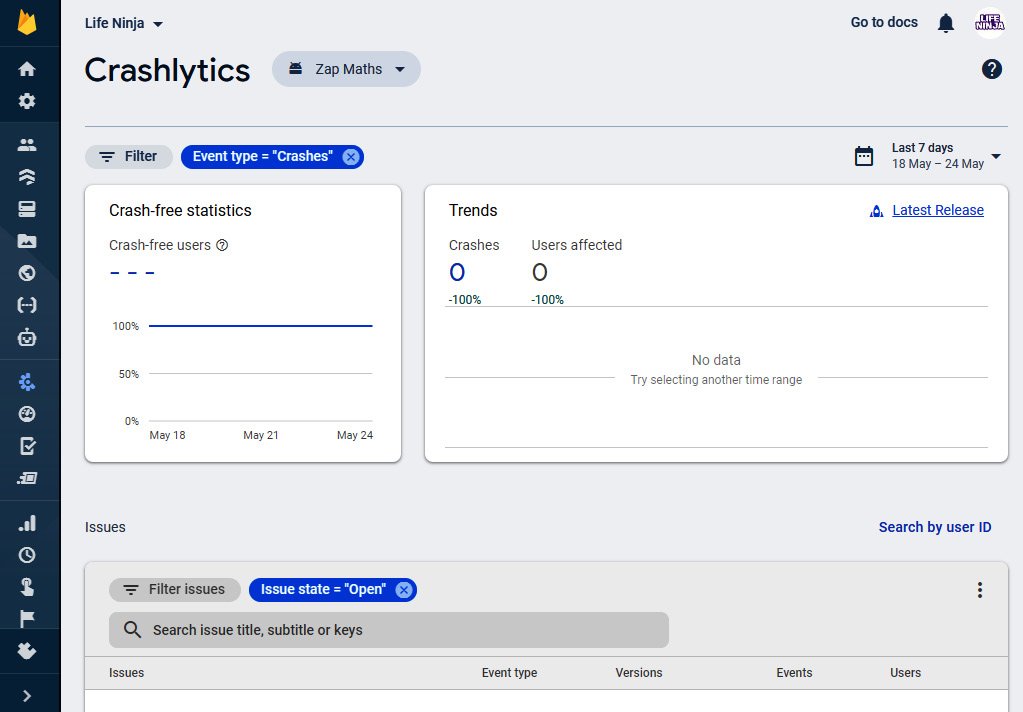 Life Ninja
Go to docs
LIFE NINJA
Crashlytics
Zap Maths
?
Filter
Event type = "Crashes"
Last 7 days
18 May – 24 May
Crash-free statistics
Crash-free users ?
– – –
100%
50%
0%
May 18 May 21 May 24
Trends
Latest Release
Crashes Users affected
0 0
-100% -100%
No data
Try selecting another time range
Issues
Search by user ID
Filter issues
Issue state = "Open"
Search issue title, subtitle or keys
Issues Event type Versions Events Users